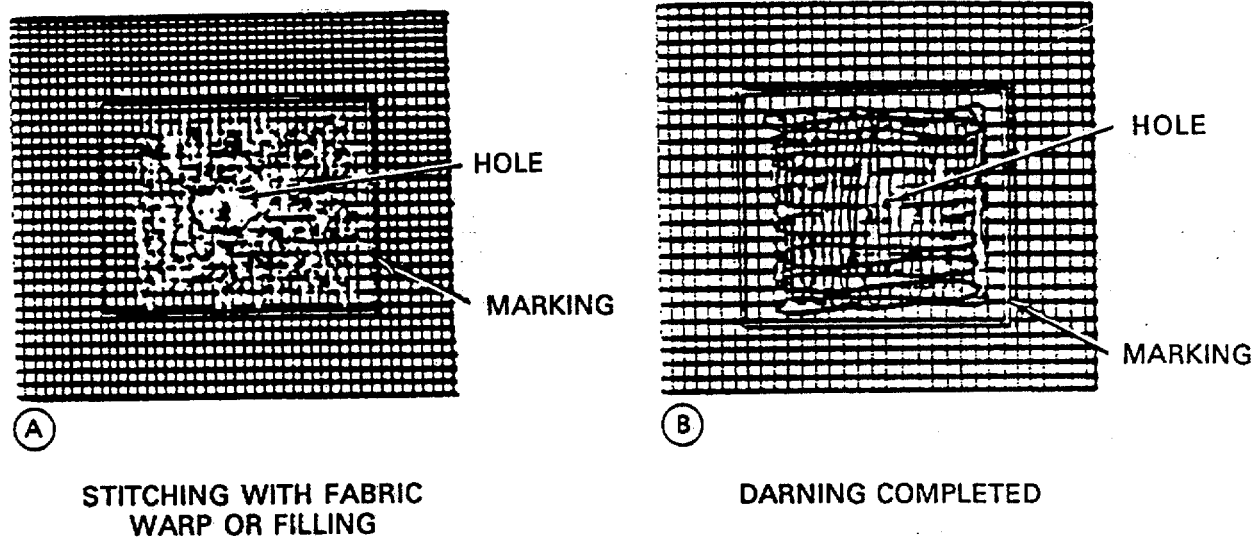 HOLE
MARKING
A
STITCHING WITH FABRIC
WARP OR FILLING
HOLE
MARKING
B
DARNING COMPLETED